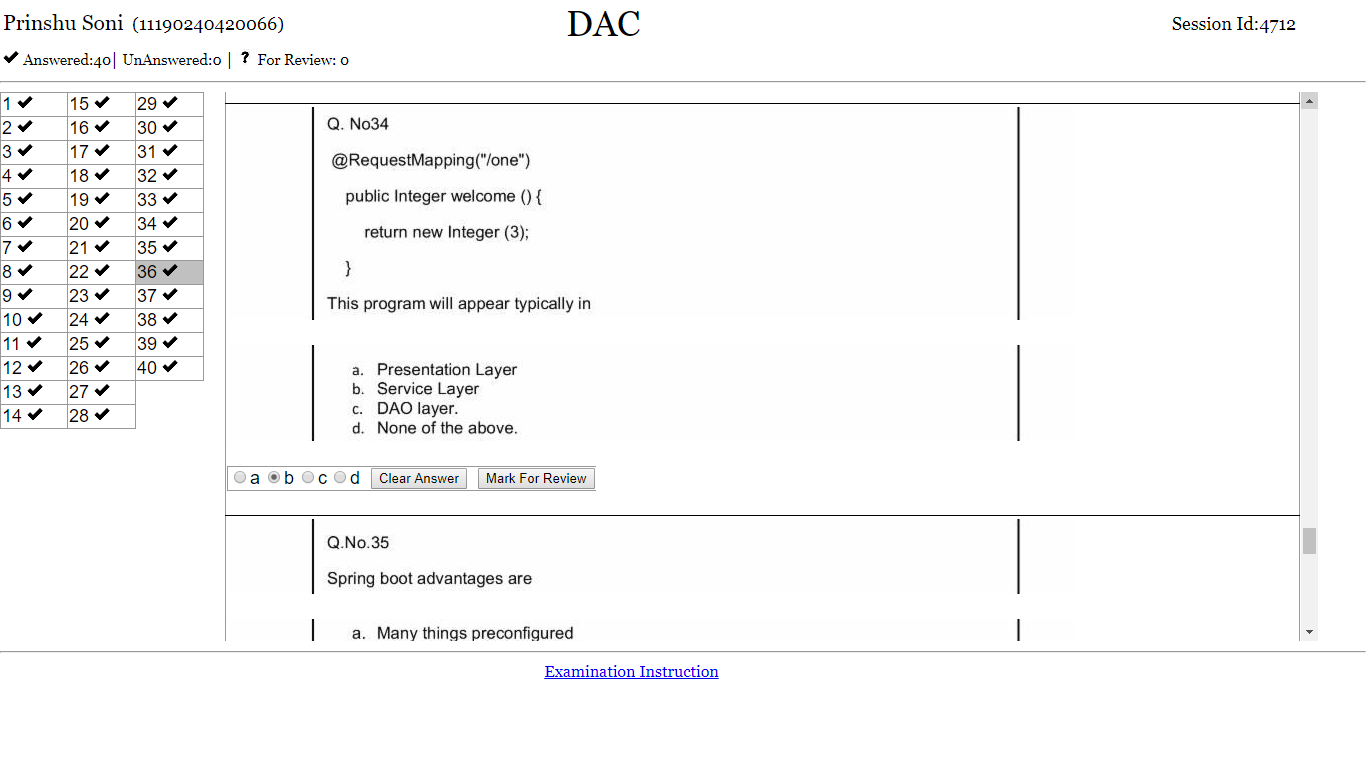 Prinshu Soni (11190240420066)
DAC
Session Id:4712
✔ Answered:40| UnAnswered:0 | ? For Review: 0
1 ✔ 15 ✔ 29 ✔
2 ✔ 16 ✔ 30 ✔
3 ✔ 17 ✔ 31 ✔
4 ✔ 18 ✔ 32 ✔
5 ✔ 19 ✔ 33 ✔
6 ✔ 20 ✔ 34 ✔
7 ✔ 21 ✔ 35 ✔
8 ✔ 22 ✔ 36 ✔
9 ✔ 23 ✔ 37 ✔
10 ✔ 24 ✔ 38 ✔
11 ✔ 25 ✔ 39 ✔
12 ✔ 26 ✔ 40 ✔
13 ✔ 27 ✔
14 ✔ 28 ✔
Q. No34
@RequestMapping("/one")
public Integer welcome () {
return new Integer (3);
}
This program will appear typically in
a. Presentation Layer
b. Service Layer
c. DAO layer.
d. None of the above.
a b c d Clear Answer Mark For Review
Q.No.35
Spring boot advantages are
a. Many things preconfigured
Examination Instruction